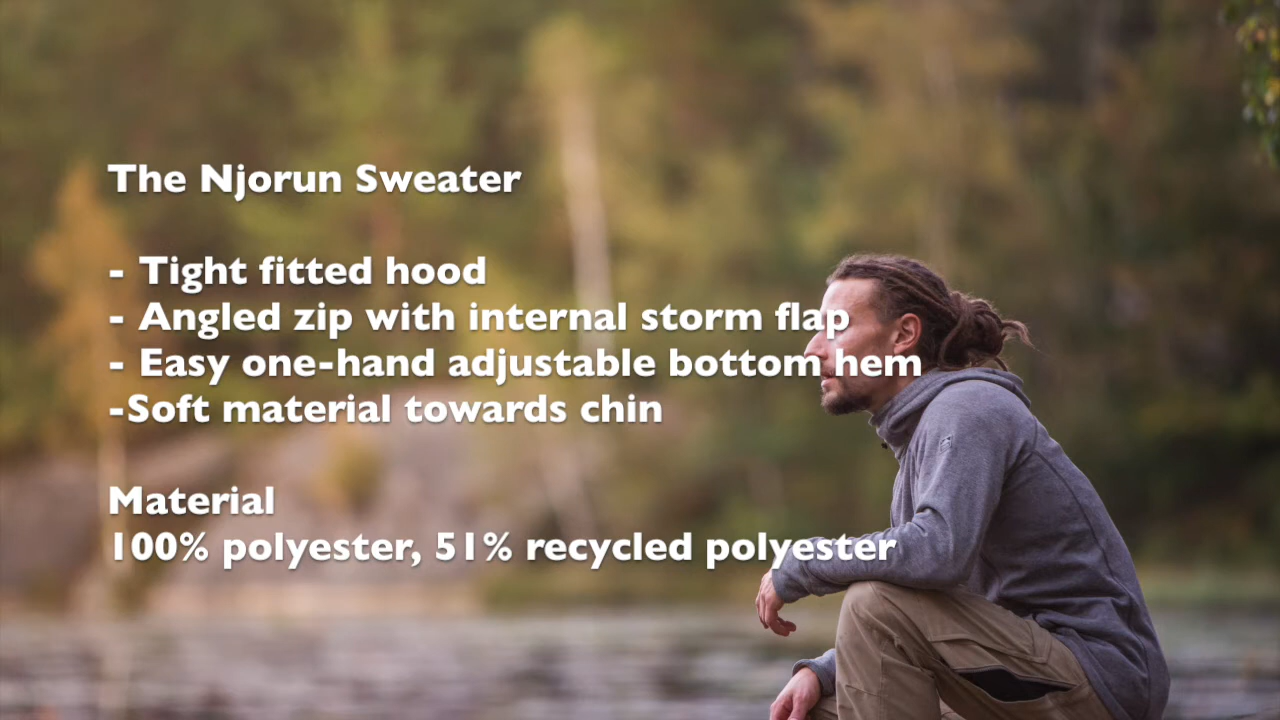 The Njorun Sweater
- Tight fitted hood
- Angled zip with internal storm flap
- Easy one-hand adjustable bottom hem
-Soft material towards chin
Material
100% polyester, 51% recycled polyester